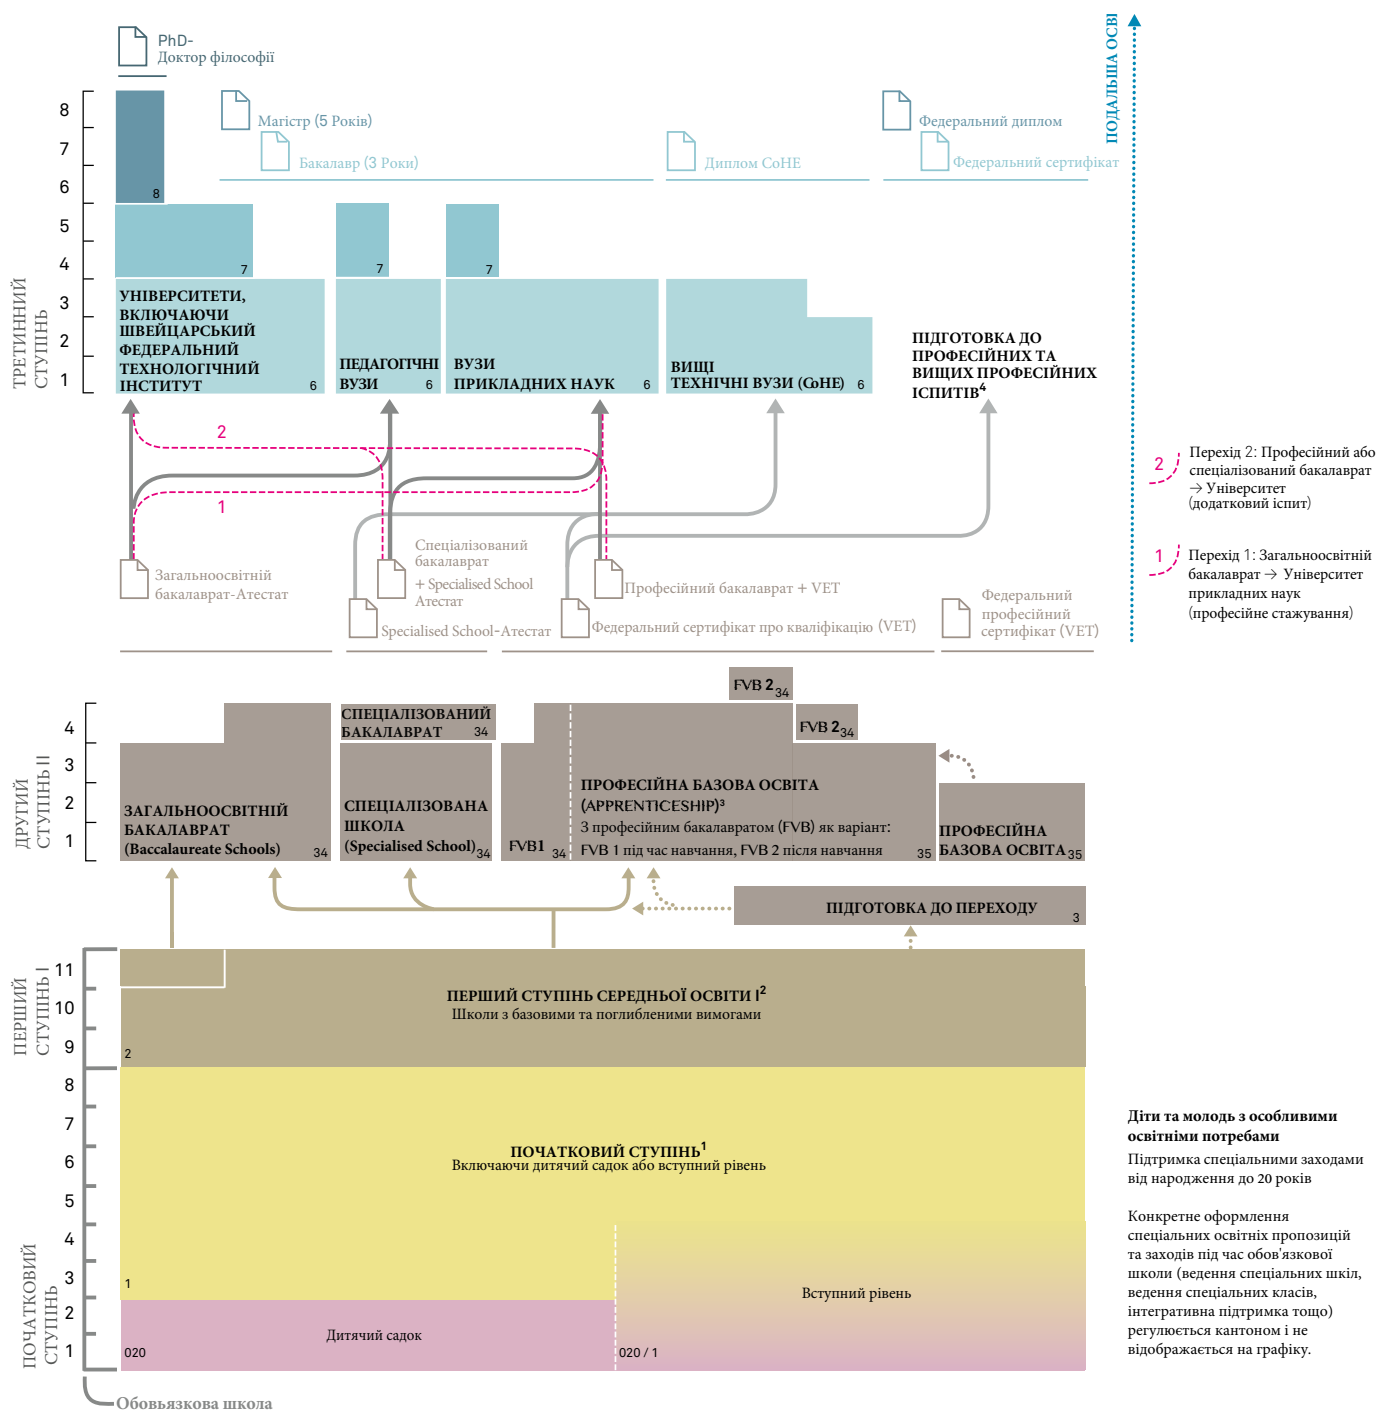 PhD-
Доктор філософії
ПОДАЛЬША ОСВІ
8
7
6
5
4
3
2
1
ТРЕТИННИЙ
СТУПІНЬ
Магістр (5 Років)
Бакалавр (3 Роки)
Диплом CoHE
Федеральний диплом
Федеральний сертифікат
8
7
7
7
УНІВЕРСИТЕТИ,
ВКЛЮЧАЮЧИ
ШВЕЙЦАРСЬКИЙ
ФЕДЕРАЛЬНИЙ
ТЕХНОЛОГІЧНИЙ
ІНСТИТУТ 6
ПЕДАГОГІЧНІ
ВУЗИ 6
ВУЗИ
ПРИКЛАДНИХ НАУК 6
ВИЩІ
ТЕХНІЧНІ ВУЗИ (CoHE) 6
ПІДГОТОВКА ДО
ПРОФЕСІЙНИХ ТА
ВИЩИХ ПРОФЕСІЙНИХ
ІСПИТІВ4
2
1
2
Перехід 2: Професійний або
спеціалізований бакалаврат
→ Університет
(додатковий іспит)
1
Перехід 1: Загальноосвітній
бакалаврат → Університет
прикладних наук
(професійне стажування)
Загальноосвітній
бакалаврат-Атестат
Спеціалізований
бакалаврат
+ Specialised School
Атестат
Specialised School-Атестат
Професійний бакалаврат + VET
Федеральний сертифікат про кваліфікацію (VET)
Федеральний
професійний
сертифікат (VET)
4
3
2
1
ДРУГИЙ
СТУПІНЬ II
ЗАГАЛЬНООСВІТНІЙ
БАКАЛАВРАТ
(Baccalaureate Schools) 34
СПЕЦІАЛІЗОВАНИЙ
БАКАЛАВРАТ 34
СПЕЦІАЛІЗОВАНА
ШКОЛА
(Specialised School) 34
FVB1 34
FVB 2 34
FVB 2 34
ПРОФЕСІЙНА БАЗОВА ОСВІТА
(APPRENTICESHIP)3
З професійним бакалавратом (FVB) як варіант:
FVB 1 під час навчання, FVB 2 після навчання 35
ПРОФЕСІЙНА
БАЗОВА ОСВІТА 35
ПІДГОТОВКА ДО ПЕРЕХОДУ
3
11
10
9
ПЕРШИЙ
СТУПІНЬ I
ПЕРШИЙ СТУПІНЬ СЕРЕДНЬОЇ ОСВІТИ I2
Школи з базовими та поглибленими вимогами
2
8
7
6
5
4
3
2
1
ПОЧАТКОВИЙ
СТУПІНЬ
ПОЧАТКОВИЙ СТУПІНЬ1
Включаючи дитячий садок або вступний рівень
1
Вступний рівень
Дитячий садок
020
020 / 1
Обовьязкова школа
Діти та молодь з особливими
освітніми потребами
Підтримка спеціальними заходами
від народження до 20 років
Конкретне оформлення
спеціальних освітніх пропозицій
та заходів під час обов'язкової
школи (ведення спеціальних шкіл,
ведення спеціальних класів,
інтегративна підтримка тощо)
регулюється кантоном і не
відображається на графіку.